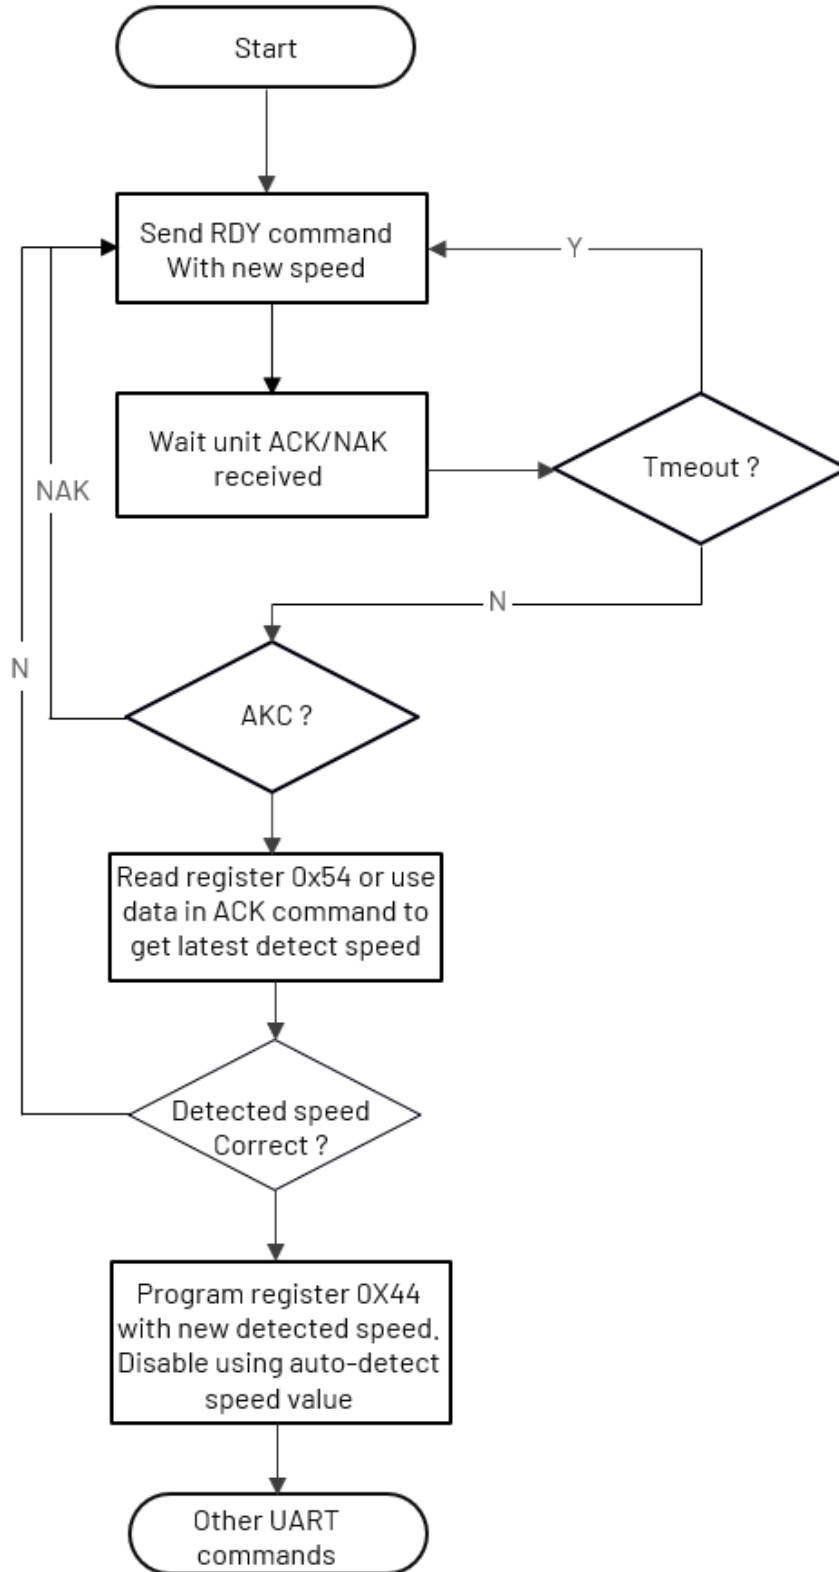 Start
Send RDY command
With new speed
Y
Wait unit ACK/NAK
received
Tmeout ?
NAK
N
N
AKC ?
Read register 0x54 or use
data in ACK command to
get latest detect speed
Detected speed
Correct ?
Program register 0X44
with new detected speed.
Disable using auto-detect
speed value
Other UART
commands